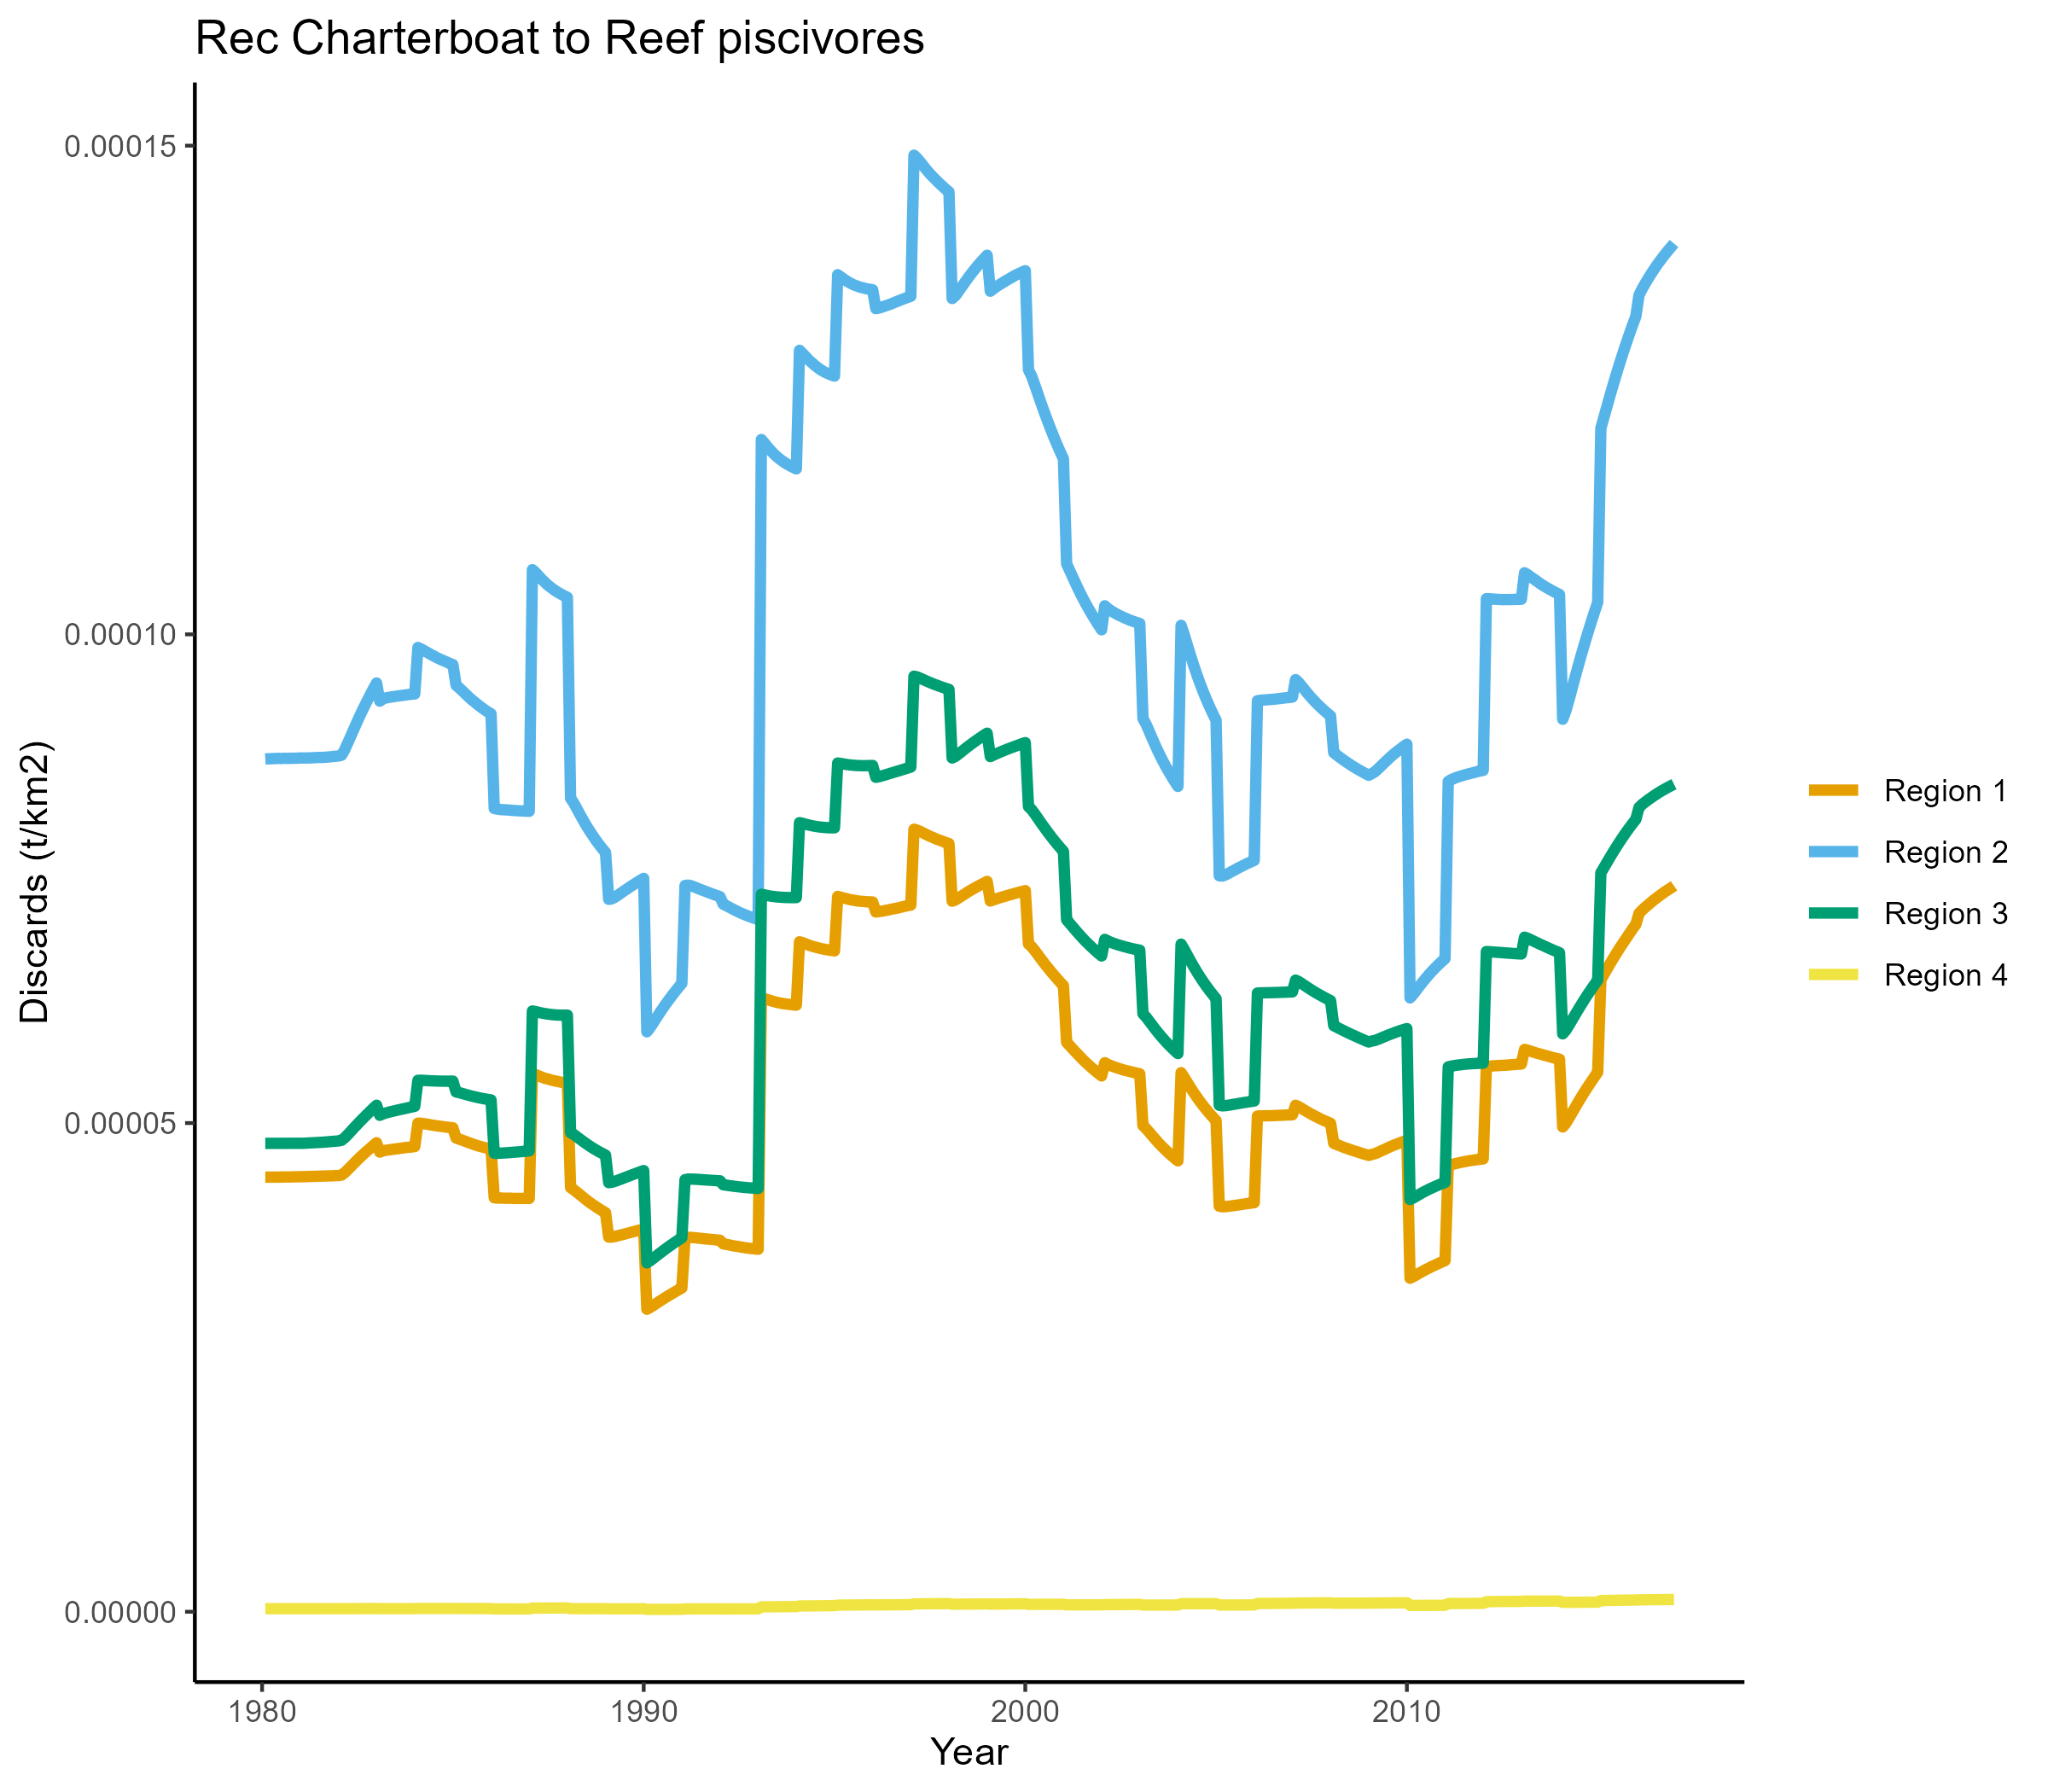 Rec Charterboat to Reef piscivores
Discards (t/km2)
0.00015
0.00010
0.00005
0.00000
1980
1990
2000
2010
Year
Region 1
Region 2
Region 3
Region 4